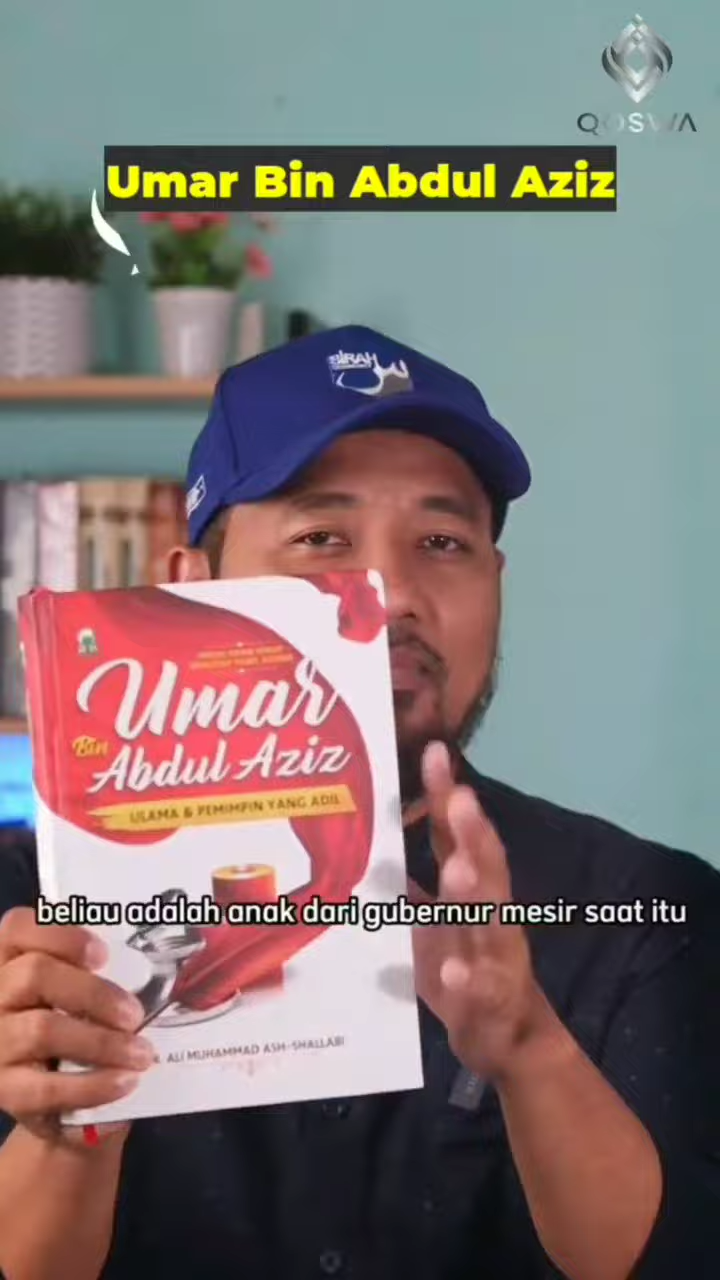 QOSWA
Umar Bin Abdul Aziz
SIRAH
Umar
Bin
Abdul Aziz
ULAMA & PEMIMPIN YANG ADIL
beliau adalah anak dari gubernur mesir saat itu
ALI MUHAMMAD ASH-SHALLABI